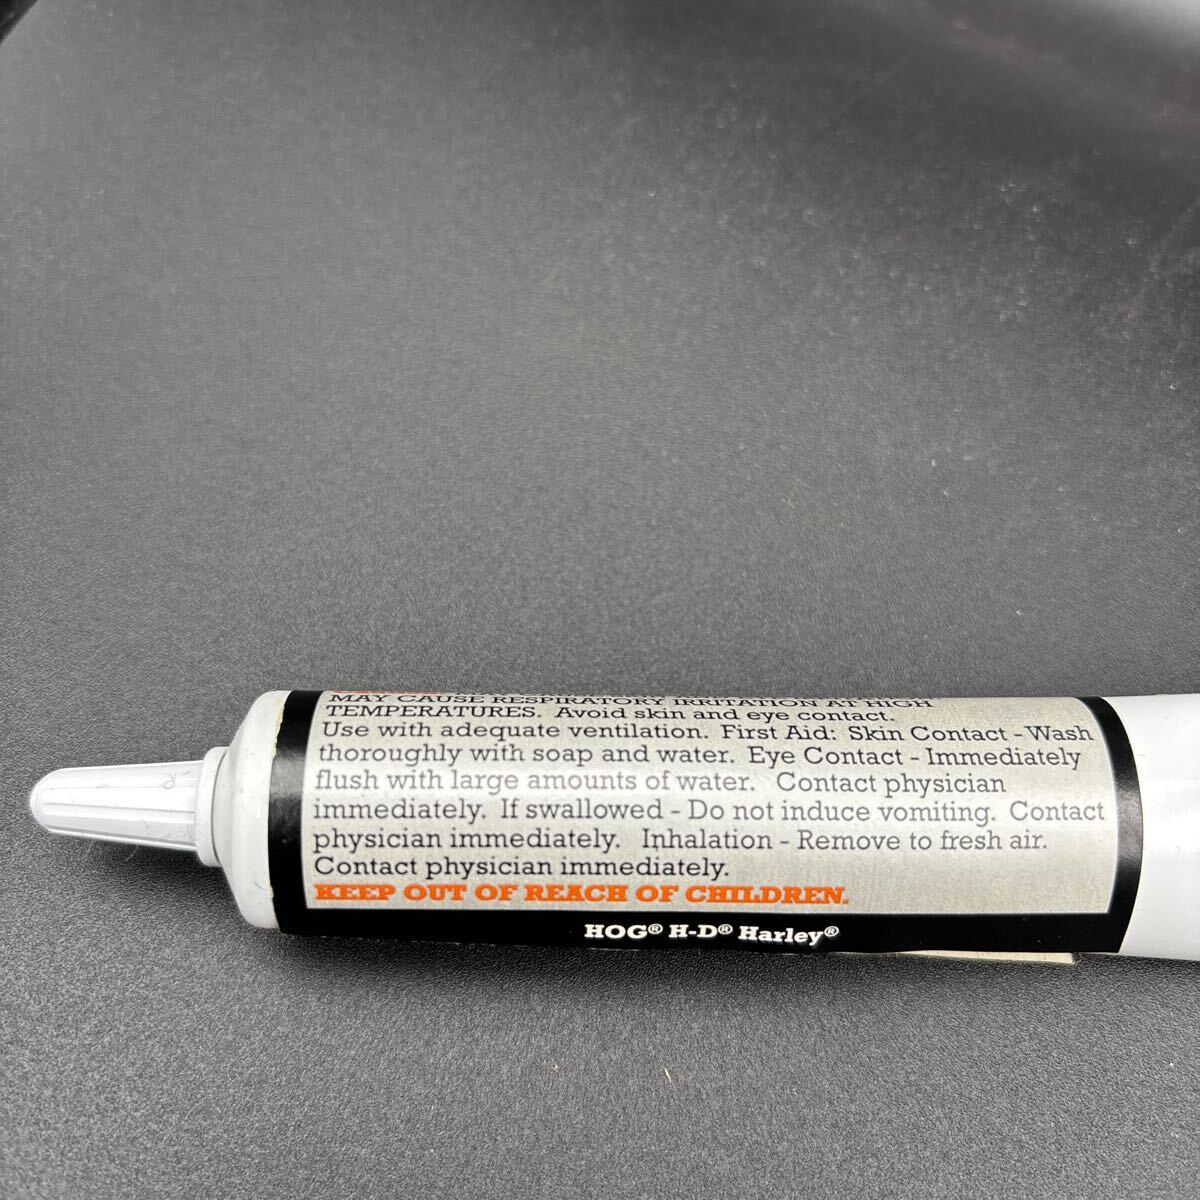 MAY CAUSE RESPIRATORY IRRITATION AT HIGH
TEMPERATURES. Avoid skin and eye contact.
Use with adequate ventilation. First Aid: Skin Contact - Wash
thoroughly with soap and water. Eye Contact - Immediately
flush with large amounts of water. Contact physician
immediately. If swallowed - Do not induce vomiting. Contact
physician immediately. Inhalation - Remove to fresh air.
Contact physician immediately.
KEEP OUT OF REACH OF CHILDREN.
HOG® H-D® Harley®